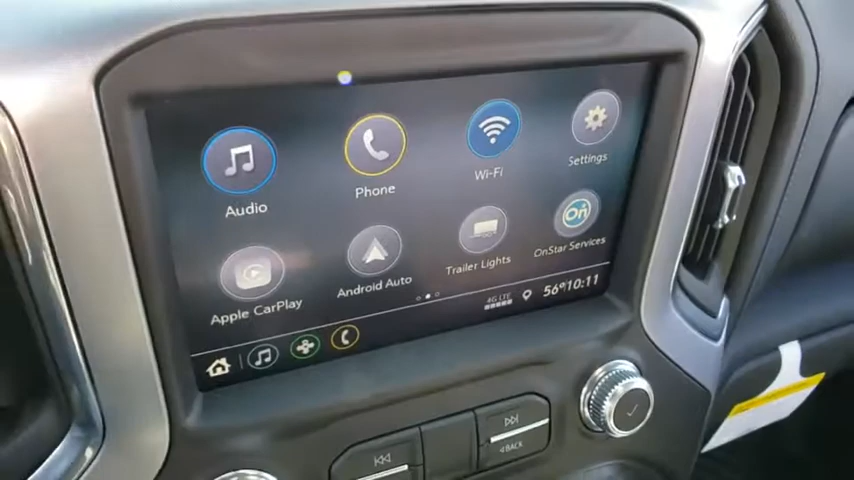 Audio
Phone
Wi-Fi
Settings
Apple CarPlay
Android Auto
Trailer Lights
OnStar Services
On
4G LTE
56° 10:11
BACK